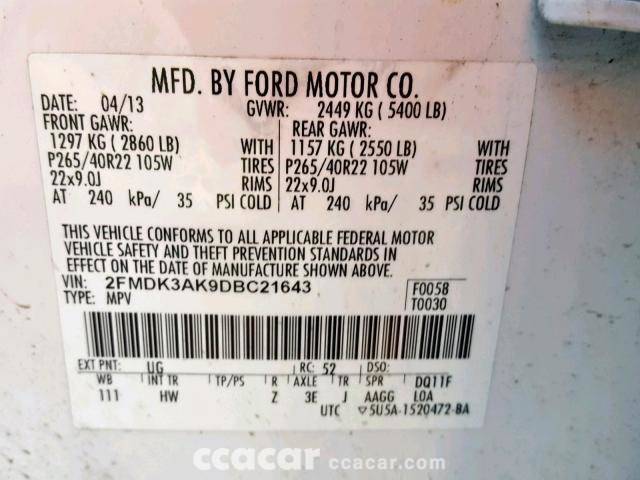 MFD. BY FORD MOTOR CO.
DATE: 04/13 GVWR: 2449 KG (5400 LB)
FRONT GAWR: REAR GAWR:
1297 KG (2860 LB) WITH 1157 KG (2550 LB) WITH
P265/40R22 105W TIRES P265/40R22 105W TIRES
22x9.0J RIMS 22x9.0J RIMS
AT 240 kPa/ 35 PSI COLD AT 240 kPa/ 35 PSI COLD
THIS VEHICLE CONFORMS TO ALL APPLICABLE FEDERAL MOTOR
VEHICLE SAFETY AND THEFT PREVENTION STANDARDS IN
EFFECT ON THE DATE OF MANUFACTURE SHOWN ABOVE.
VIN: 2FMDK3AK9DBC21643 F0058
TYPE: MPV T0030
EXT PNT: UG RC: 52 DSO:
WB INT TR TP/PS R AXLE TR SPR DQ11F
111 HW Z 3E J AAGG LOA
UTC ▽5U5A-1520472-BA
ccacar ccacar.com